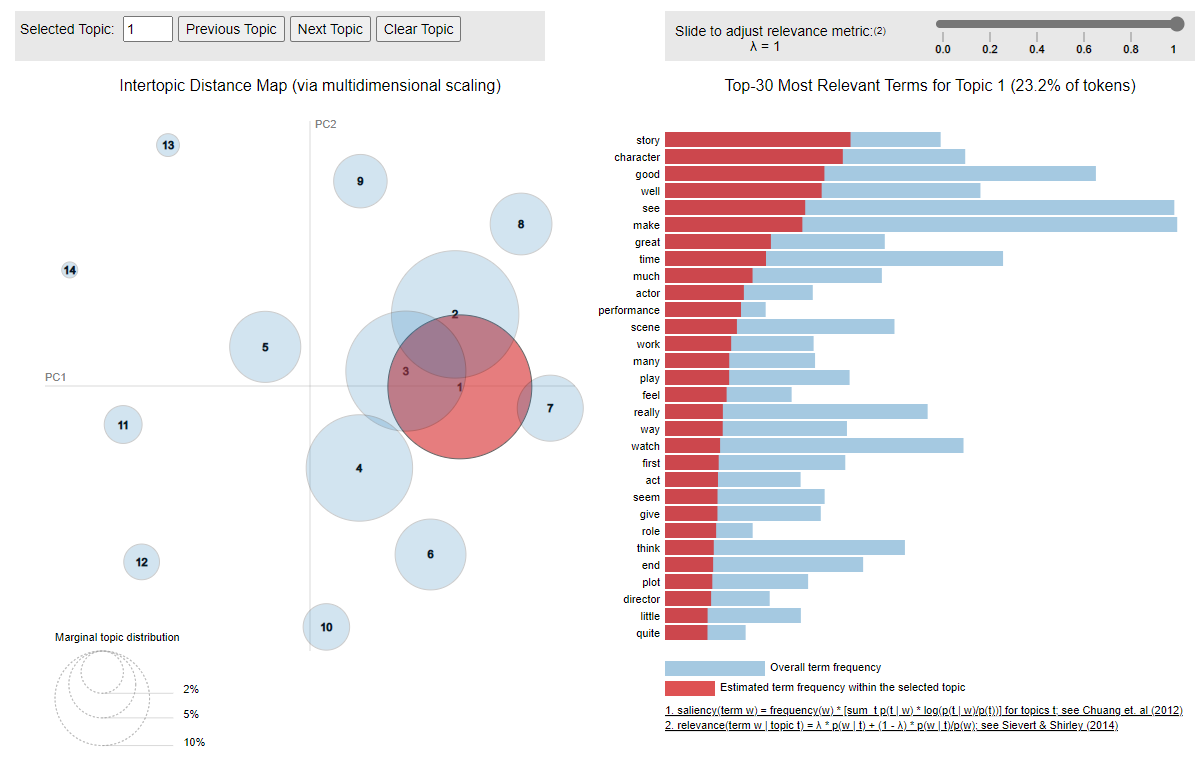 Selected Topic: 1 Previous Topic Next Topic Clear Topic
Slide to adjust relevance metric:(2)
λ = 1
0.0 0.2 0.4 0.6 0.8 1
Intertopic Distance Map (via multidimensional scaling)
PC2
PC1
13
9
8
14
2
5
3
1
7
11
4
6
12
10
Marginal topic distribution
2%
5%
10%
Top-30 Most Relevant Terms for Topic 1 (23.2% of tokens)
story
character
good
well
see
make
great
time
much
actor
performance
scene
work
many
play
feel
really
way
watch
first
act
seem
give
role
think
end
plot
director
little
quite
Overall term frequency
Estimated term frequency within the selected topic
1. saliency(term w) = frequency(w) * [sum_t p(t | w) * log(p(t | w)/p(t))] for topics t; see Chuang et. al (2012)
2. relevance(term w | topic t) = λ * p(w | t) + (1 - λ) * p(w | t)/p(w); see Sievert & Shirley (2014)